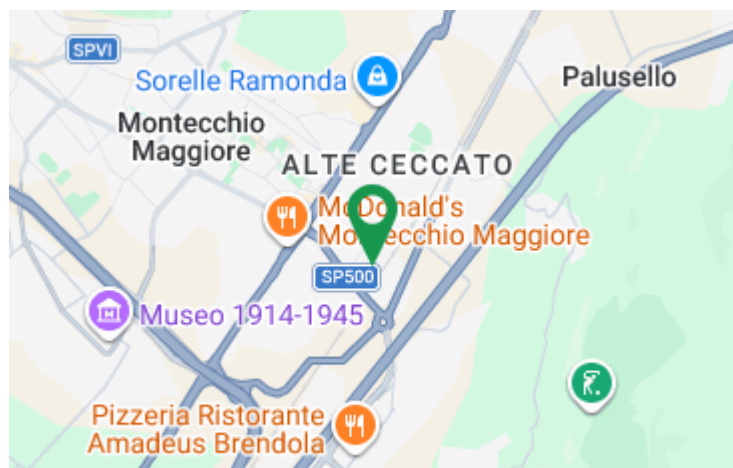 SPVI
Sorelle Ramonda
Palusello
Montecchio
Maggiore
ALTE CECCATO
McDonald's
Montecchio Maggiore
SP500
Museo 1914-1945
Pizzeria Ristorante
Amadeus Brendola